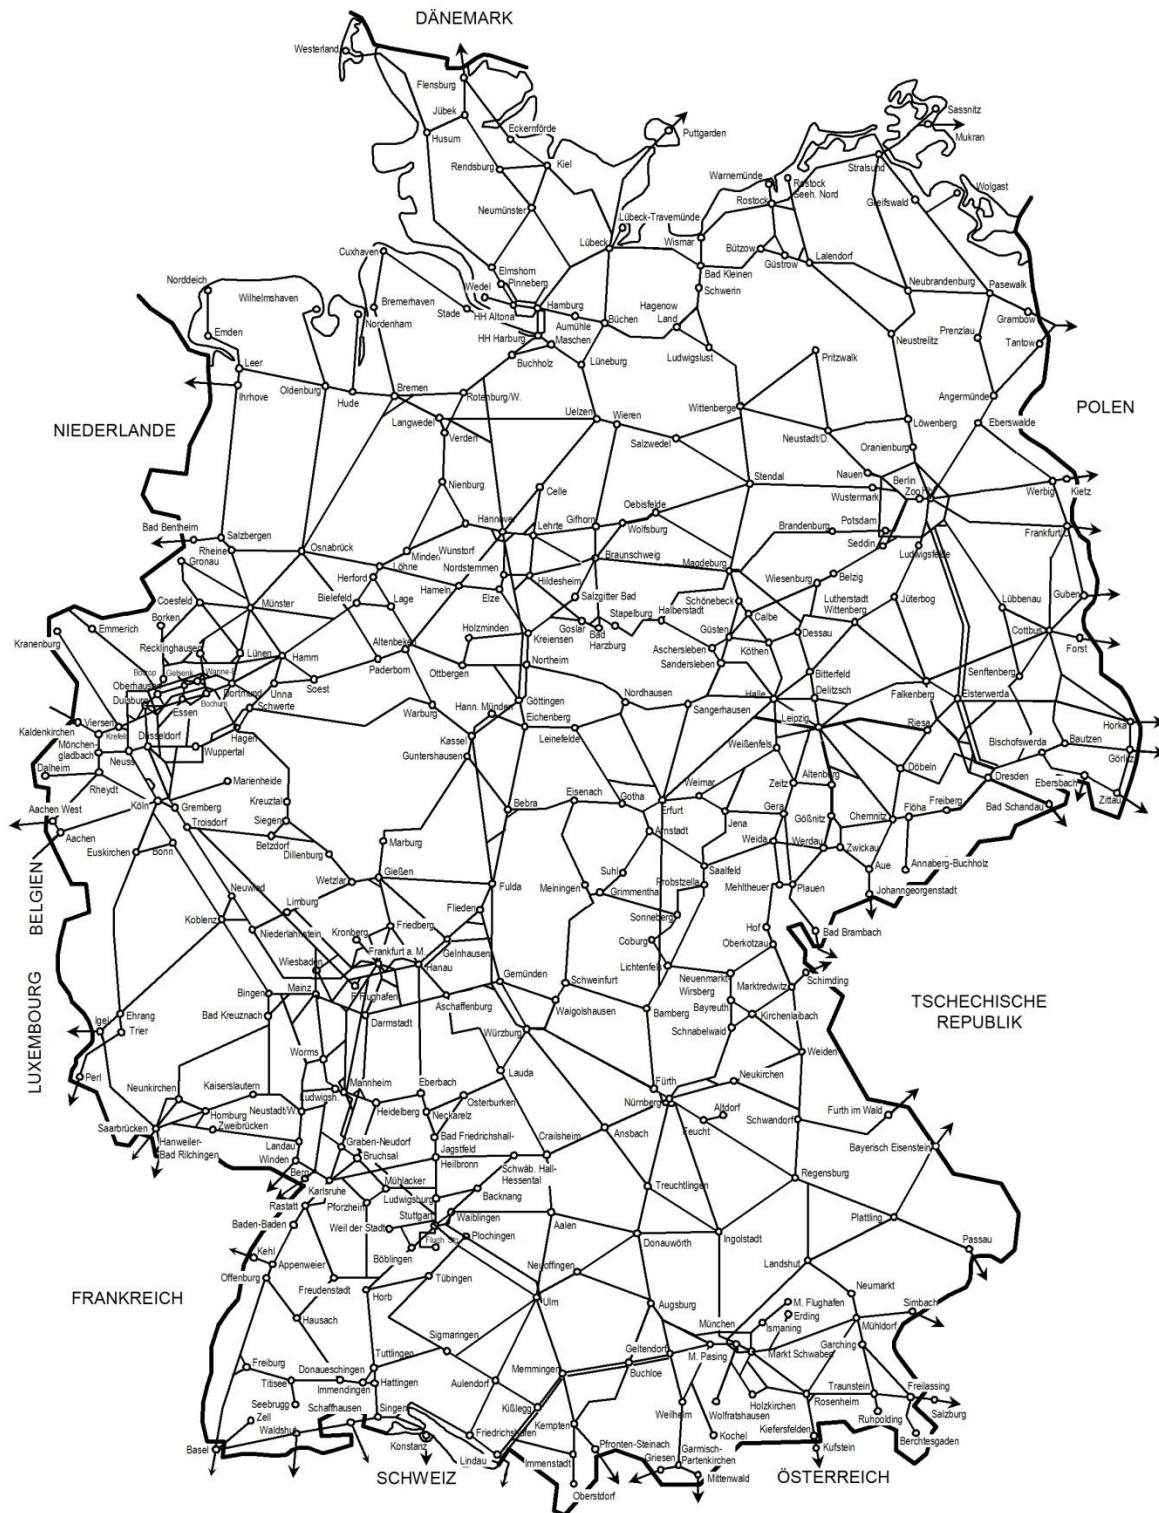 DÄNEMARK
Westerland
Flensburg
Jübek
Husum
Eckernförde
Rendsburg
Kiel
Puttgarden
Sassnitz
Mukran
Stralsund
Warnemünde
Rostock
Seeh. Nord
Rostock
Wolgast
Greifswald
Neumünster
Lübeck-Travemünde
Lübeck
Wismar
Bützow
Güstrow
Lalendorf
Bad Kleinen
Schwerin
Cuxhaven
Elmshorn
Pinneberg
Wedel
Norddeich
Wilhelmshaven
Bremerhaven
Nordenham
Stade
HH Altona
Hamburg
Aumühle
Hagenow
Land
Büchen
Neubrandenburg
Pasewalk
Grambow
Prenzlau
Tantow
Emden
HH Harburg
Maschen
Buchholz
Lüneburg
Ludwigslust
Pritzwalk
Neustrelitz
Leer
Ihrhove
Oldenburg
Hude
Bremen
Rotenburg/W.
Angermünde
NIEDERLANDE
Langwedel
Verden
Uelzen
Wieren
Salzwedel
Wittenberge
Neustadt/D.
Löwenberg
Oranienburg
Eberswalde
POLEN
Nienburg
Celle
Stendal
Nauen
Wustermark
Berlin
Zoo
Werbig
Kietz
Bad Bentheim
Salzbergen
Rheine
Gronau
Osnabrück
Hannover
Lehrte
Gifhorn
Oebisfelde
Wolfsburg
Brandenburg
Potsdam
Seddin
Ludwigsfelde
Frankfurt/O.
Minden
Löhne
Wunstorf
Nordstemmen
Braunschweig
Magdeburg
Herford
Bielefeld
Lage
Hameln
Elze
Hildesheim
Salzgitter Bad
Wiesenburg
Belzig
Coesfeld
Borken
Münster
Schönebeck
Calbe
Lutherstadt
Wittenberg
Jüterbog
Lübbenau
Guben
Cottbus
Forst
Kranenburg
Emmerich
Recklinghausen
Lünen
Hamm
Altenbeken
Paderborn
Holzminden
Kreiensen
Goslar
Bad
Harzburg
Stapelburg
Halberstadt
Güsten
Aschersleben
Sandersleben
Köthen
Dessau
Bottrop
Gelsenk.
Wanne-E.
Oberhausen
Duisburg
Essen
Bochum
Dortmund
Unna
Schwerte
Soest
Ottbergen
Northeim
Bitterfeld
Delitzsch
Senftenberg
Falkenberg
Elsterwerda
Viersen
Kaldenkirchen
Krefeld
Düsseldorf
Mönchen-
gladbach
Neuss
Wuppertal
Hagen
Warburg
Hann. Münden
Göttingen
Eichenberg
Leinefelde
Nordhausen
Sangerhausen
Halle
Leipzig
Riesa
Horka
Görlitz
Bautzen
Bischofswerda
Dalheim
Rheydt
Kassel
Guntershausen
Weißenfels
Zeitz
Altenburg
Döbeln
Dresden
Ebersbach
Zittau
Aachen West
Aachen
Köln
Gremberg
Troisdorf
Marienheide
Kreuztal
Siegen
Betzdorf
Dillenburg
Marburg
Bebra
Eisenach
Gotha
Erfurt
Weimar
Jena
Gera
Gößnitz
Chemnitz
Flöha
Freiberg
Bad Schandau
Euskirchen
Bonn
Arnstadt
Weida
Werdau
Zwickau
Aue
Annaberg-Buchholz
Johanngeorgenstadt
BELGIEN
Neuwied
Wetzlar
Gießen
Fulda
Meiningen
Suhl
Grimmenthal
Probstzella
Saalfeld
Mehltheuer
Plauen
Koblenz
Limburg
Niederlahnstein
Flieden
Friedberg
Kronberg
Gelnhausen
Sonneberg
Coburg
Lichtenfels
Hof
Oberkotzau
Bad Brambach
Wiesbaden
Frankfurt a. M.
Hanau
Gemünden
Schweinfurt
Schirnding
LUXEMBOURG
Bingen
Mainz
F.Flughafen
Aschaffenburg
Waigolshausen
Bamberg
Neuenmarkt
Wirsberg
Bayreuth
Schnabelwaid
Marktredwitz
Kirchenlaibach
TSCHECHISCHE
REPUBLIK
Ehrang
Trier
Igel
Bad Kreuznach
Darmstadt
Würzburg
Weiden
Perl
Worms
Lauda
Neunkirchen
Kaiserslautern
Ludwigsh.
Mannheim
Heidelberg
Eberbach
Neckarelz
Osterburken
Fürth
Nürnberg
Neukirchen
Feucht
Altdorf
Schwandorf
Furth im Wald
Saarbrücken
Hanweiler-
Bad Rilchingen
Homburg
Zweibrücken
Neustadt/W.
Landau
Winden
Berg
Graben-Neudorf
Bruchsal
Bad Friedrichshall-
Jagstfeld
Heilbronn
Crailsheim
Ansbach
Bayerisch Eisenstein
Karlsruhe
Mühlacker
Schwäb. Hall-
Hessental
Treuchtlingen
Regensburg
Rastatt
Pforzheim
Ludwigsburg
Backnang
Stuttgart
Waiblingen
Baden-Baden
Weil der Stadt
Plochingen
Aalen
Plattling
Passau
Kehl
Appenweier
Offenburg
Böblingen
Donauwörth
Ingolstadt
Landshut
FRANKREICH
Freudenstadt
Horb
Tübingen
Neuoffingen
Ulm
Augsburg
Neumarkt
Simbach
Hausach
M. Flughafen
Erding
Ismaning
München
Mühldorf
Sigmaringen
Freiburg
Titisee
Donaueschingen
Immendingen
Tuttlingen
Hattingen
Memmingen
Geltendorf
Buchloe
M. Pasing
Markt Schwaben
Garching
Seebrugg
Zell
Schaffhausen
Waldshut
Singen
Aulendorf
Kißlegg
Weilheim
Wolfratshausen
Holzkirchen
Rosenheim
Traunstein
Ruhpolding
Freilassing
Salzburg
Basel
Konstanz
Friedrichshafen
Lindau
Kempten
Pfronten-Steinach
Immenstadt
Oberstdorf
Kochel
Kiefersfelden
Kufstein
Berchtesgaden
Griesen
Garmisch-
Partenkirchen
Mittenwald
SCHWEIZ
ÖSTERREICH